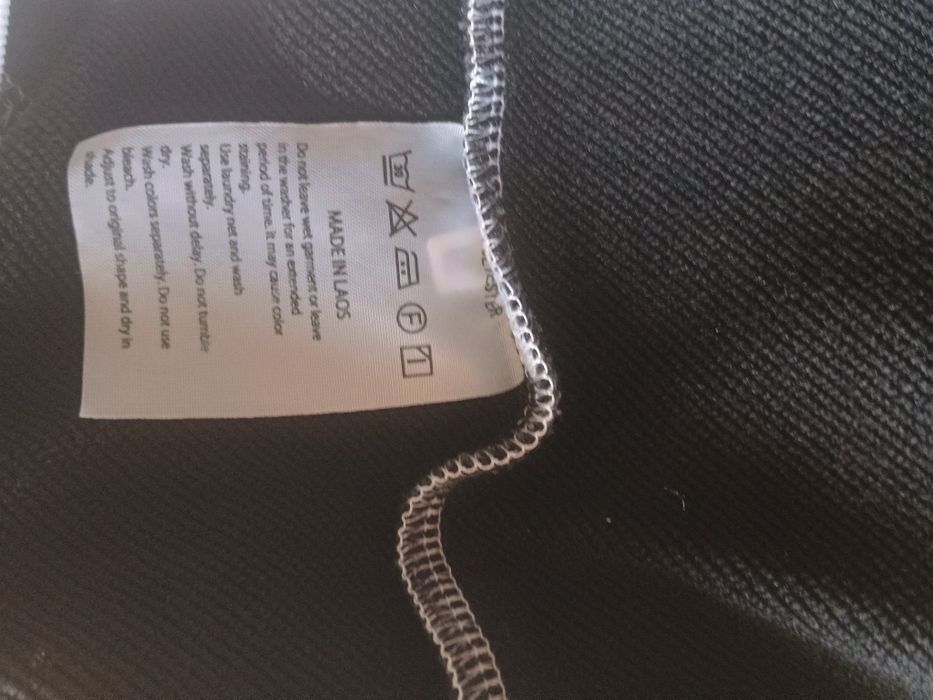 30
F
MADE IN LAOS
Do not leave wet garment or leave
in the washer for an extended
period of time. It may cause color
staining.
Use laundry net and wash
separately.
Wash without delay. Do not tumble
dry.
Wash colors separately. Do not use
bleach.
Adjust to original shape and dry in
shade.